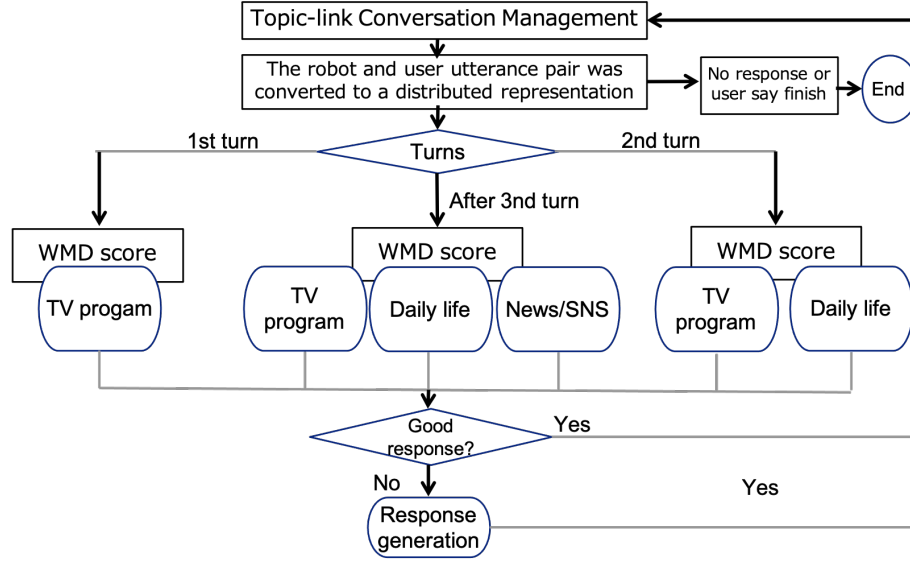 Topic-link Conversation Management
The robot and user utterance pair was
converted to a distributed representation
No response or
user say finish
End
1st turn
Turns
2nd turn
After 3nd turn
WMD score
TV progam
WMD score
TV
program
Daily life
News/SNS
WMD score
TV
program
Daily life
Good
response?
Yes
No
Yes
Response
generation